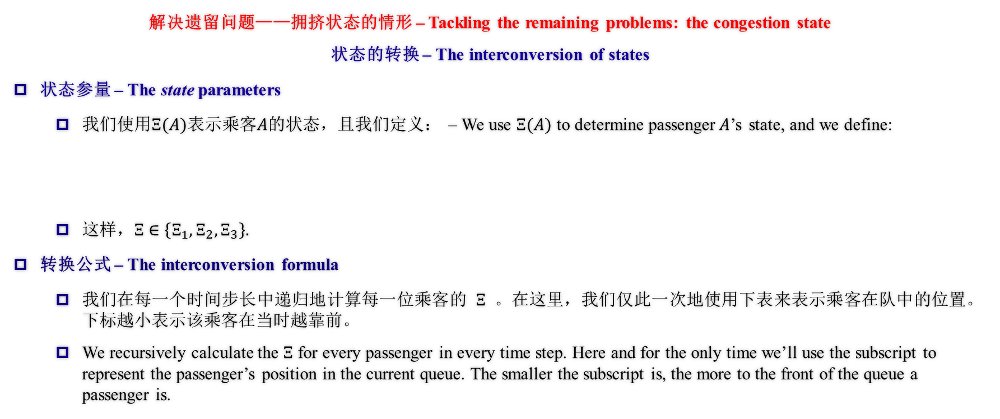 解决遗留问题——拥挤状态的情形 – Tackling the remaining problems: the congestion state
状态的转换 – The interconversion of states
状态参量 – The state parameters
我们使用Ξ(A)表示乘客A的状态，且我们定义： – We use Ξ(A) to determine passenger A’s state, and we define:
这样，Ξ ∈ {Ξ₁, Ξ₂, Ξ₃}.
转换公式 – The interconversion formula
我们在每一个时间步长中递归地计算每一位乘客的 Ξ 。在这里，我们仅此一次地使用下表来表示乘客在队中的位置。
下标越小表示该乘客在当时越靠前。
We recursively calculate the Ξ for every passenger in every time step. Here and for the only time we’ll use the subscript to
represent the passenger’s position in the current queue. The smaller the subscript is, the more to the front of the queue a
passenger is.